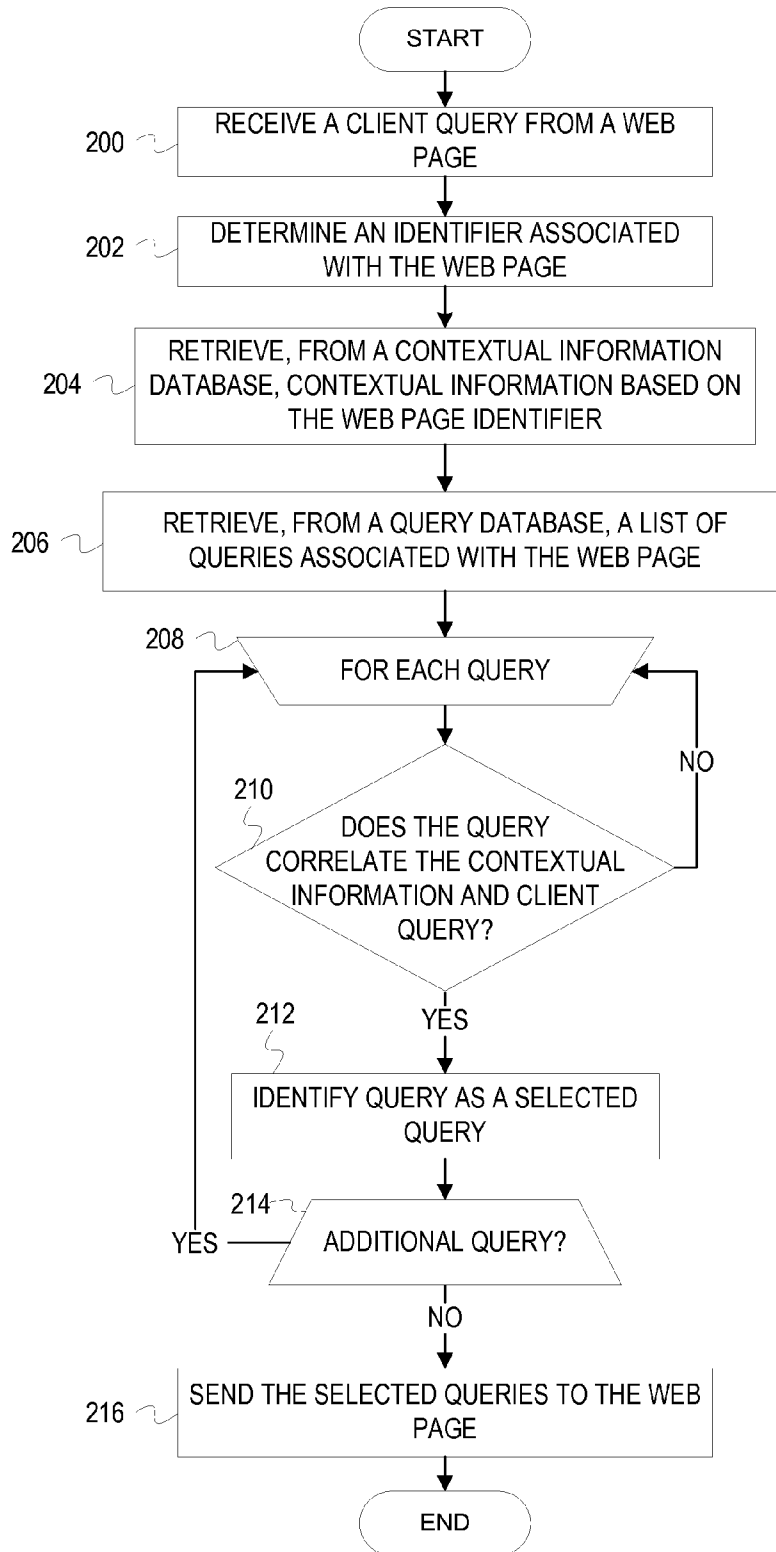 START
200
RECEIVE A CLIENT QUERY FROM A WEB
PAGE
202
DETERMINE AN IDENTIFIER ASSOCIATED
WITH THE WEB PAGE
204
RETRIEVE, FROM A CONTEXTUAL INFORMATION
DATABASE, CONTEXTUAL INFORMATION BASED ON
THE WEB PAGE IDENTIFIER
206
RETRIEVE, FROM A QUERY DATABASE, A LIST OF
QUERIES ASSOCIATED WITH THE WEB PAGE
208
FOR EACH QUERY
NO
210
DOES THE QUERY
CORRELATE THE CONTEXTUAL
INFORMATION AND CLIENT
QUERY?
YES
212
IDENTIFY QUERY AS A SELECTED
QUERY
214
YES
ADDITIONAL QUERY?
NO
216
SEND THE SELECTED QUERIES TO THE WEB
PAGE
END